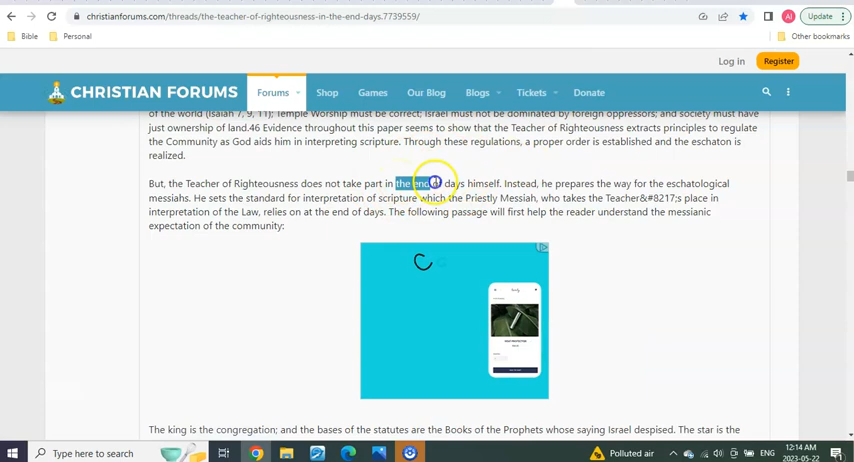 christianforums.com/threads/the-teacher-of-righteousness-in-the-end-days.7739559/
AI
Update
Bible
Personal
Other bookmarks
Log in
Register
CHRISTIAN FORUMS
Forums
Shop
Games
Our Blog
Blogs
Tickets
Donate
of the world (Isaiah 7, 9, 11); Temple Worship must be correct; Israel must not be dominated by foreign oppressors; and society must have
just ownership of land.46 Evidence throughout this paper seems to show that the Teacher of Righteousness extracts principles to regulate
the Community as God aids him in interpreting scripture. Through these regulations, a proper order is established and the eschaton is
realized.
But, the Teacher of Righteousness does not take part in the end of days himself. Instead, he prepares the way for the eschatological
messiahs. He sets the standard for interpretation of scripture which the Priestly Messiah, who takes the Teacher&#8217;s place in
interpretation of the Law, relies on at the end of days. The following passage will first help the reader understand the messianic
expectation of the community:
The king is the congregation; and the bases of the statutes are the Books of the Prophets whose saying Israel despised. The star is the
Type here to search
Polluted air
ENG
12:14 AM
2023-05-22